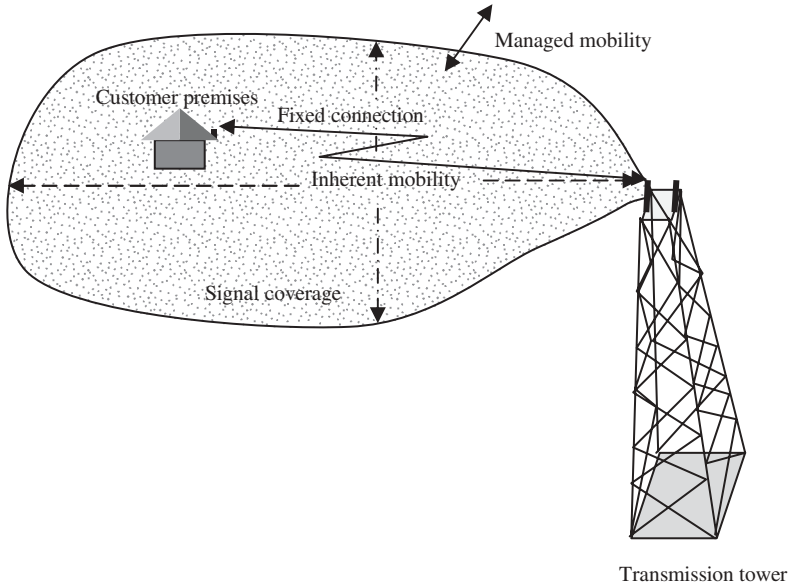 Managed mobility
Customer premises
Fixed connection
Inherent mobility
Signal coverage
Transmission tower